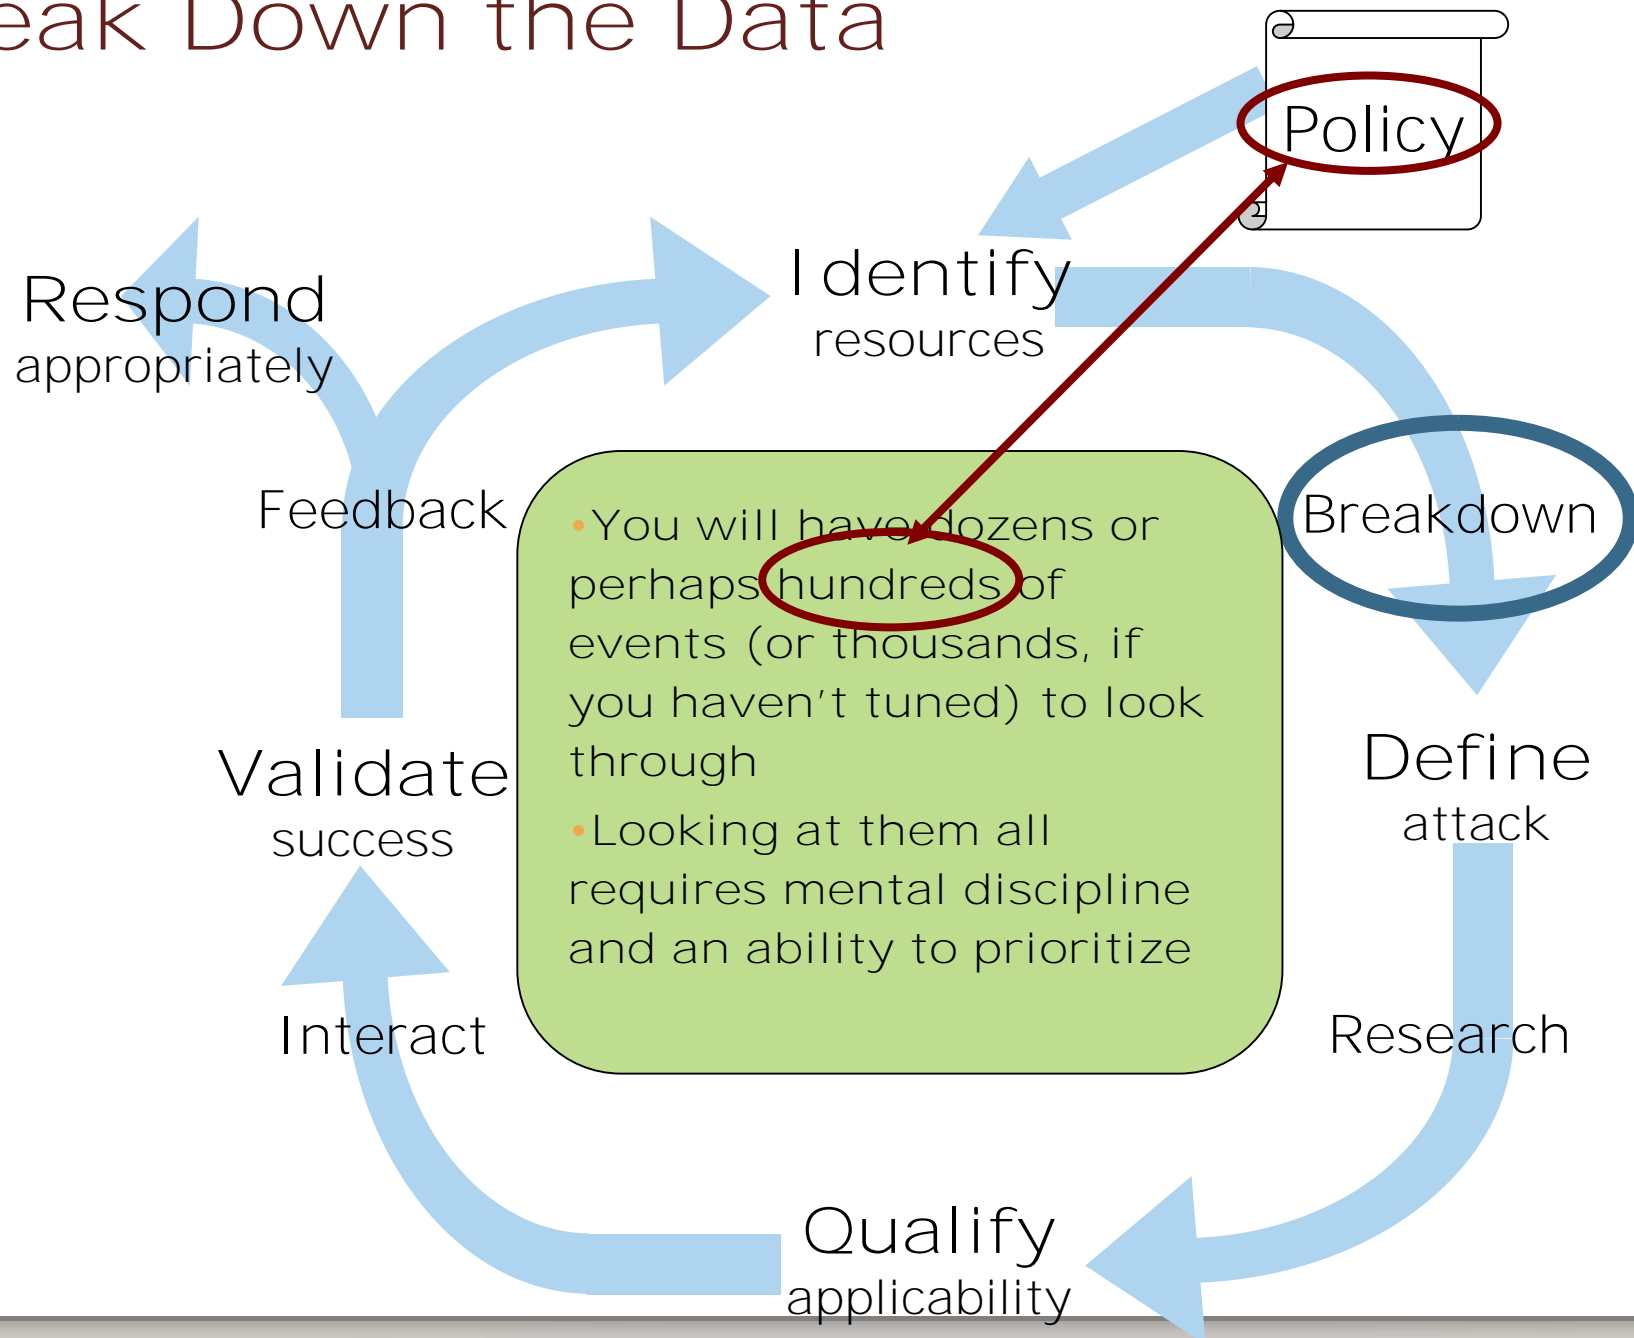 eak Down the Data
Policy
Identify
resources
Respond
appropriately
Feedback
Breakdown
•You will have dozens or
perhaps hundreds of
events (or thousands, if
you haven't tuned) to look
through
•Looking at them all
requires mental discipline
and an ability to prioritize
Validate
success
Define
attack
Interact
Research
Qualify
applicability